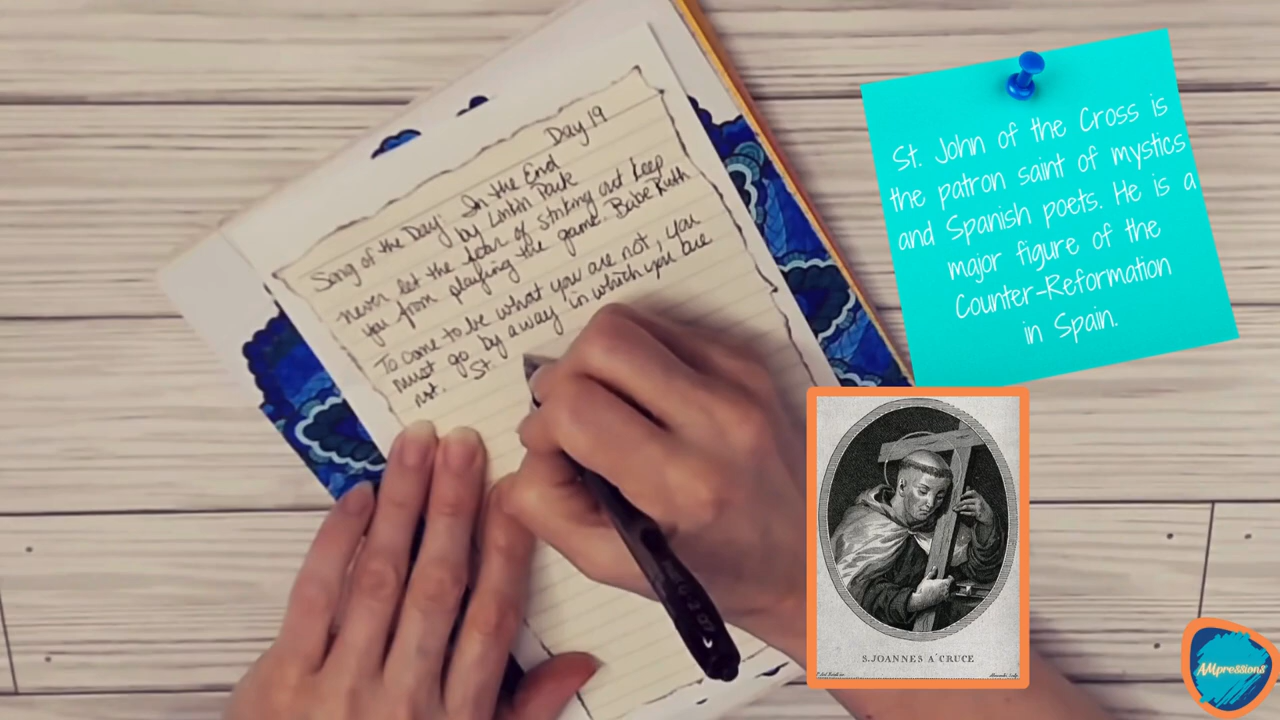 Day 19
Song of the Day: In the End
by Linkin Park
never let the fear of striking out keep
you from playing the game. Babe Ruth
To come to be what you are not, you
must go by a way in which you are
not. St.
St. John of the Cross is
the patron saint of mystics
and Spanish poets. He is a
major figure of the
Counter-Reformation
in Spain.
S.JOANNES A CRUCE
AMpressions